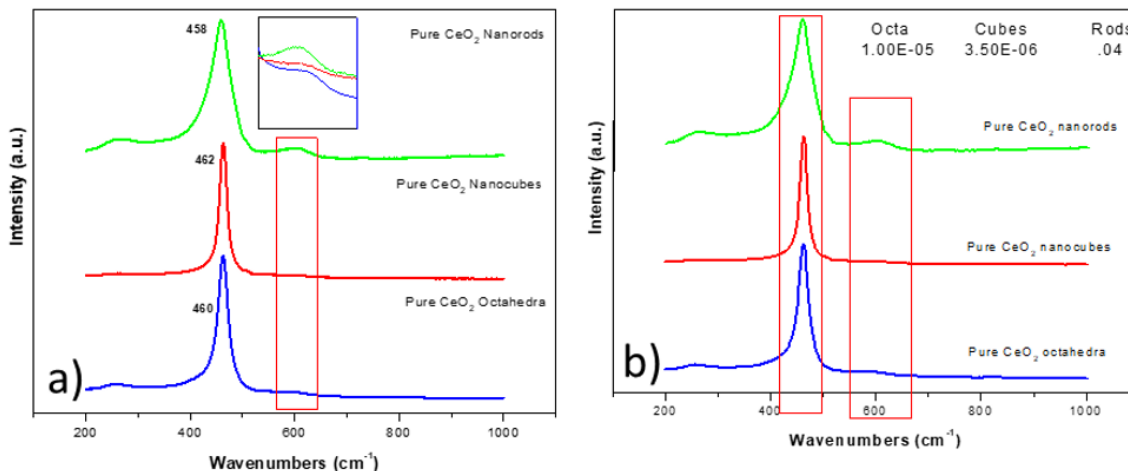 458
Pure CeO₂ Nanorods
462
Pure CeO₂ Nanocubes
Pure CeO₂ Octahedra
460
a)
Intensity (a.u.)
200 400 600 800 1000
Wavenumbers (cm⁻¹)
Octa Cubes Rods
1.00E-05 3.50E-06 .04
Pure CeO₂ nanorods
Pure CeO₂ nanocubes
Pure CeO₂ octahedra
b)
Intensity (a.u.)
200 400 600 800 1000
Wavenumbers (cm⁻¹)